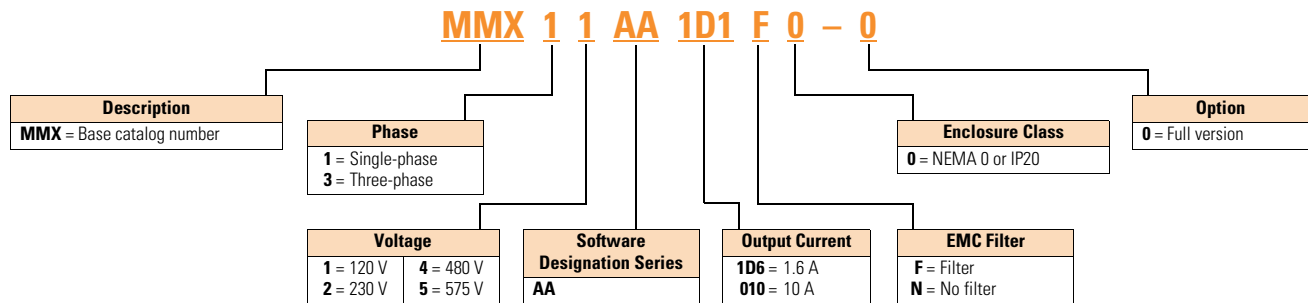 MMX 1 1 AA 1D1 F 0 – 0
Description
MMX = Base catalog number
Phase
1 = Single-phase
3 = Three-phase
Enclosure Class
0 = NEMA 0 or IP20
Option
0 = Full version
Voltage
1 = 120 V
2 = 230 V
4 = 480 V
5 = 575 V
Software
Designation Series
AA
Output Current
1D6 = 1.6 A
010 = 10 A
EMC Filter
F = Filter
N = No filter